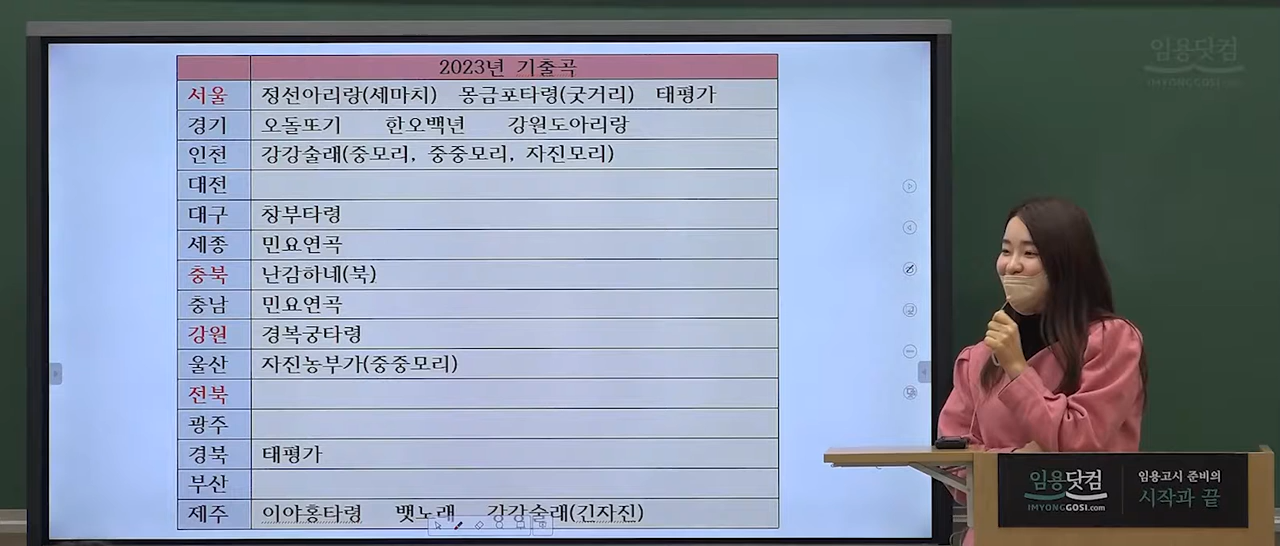 2023년 기출곡
서울 정선아리랑(세마치) 몽금포타령(굿거리) 태평가
경기 오돌또기 한오백년 강원도아리랑
인천 강강술래(중모리, 중중모리, 자진모리)
대전
대구 창부타령
세종 민요연곡
충북 난감하네(북)
충남 민요연곡
강원 경복궁타령
울산 자진농부가(중중모리)
전북
광주
경북 태평가
부산
제주 이야홍타령 뱃노래 강강술래(긴자진)
임용닷컴
IMYONGGOSI.COM
임용닷컴
IMYONGGOSI.com
임용고시 준비의
시작과 끝